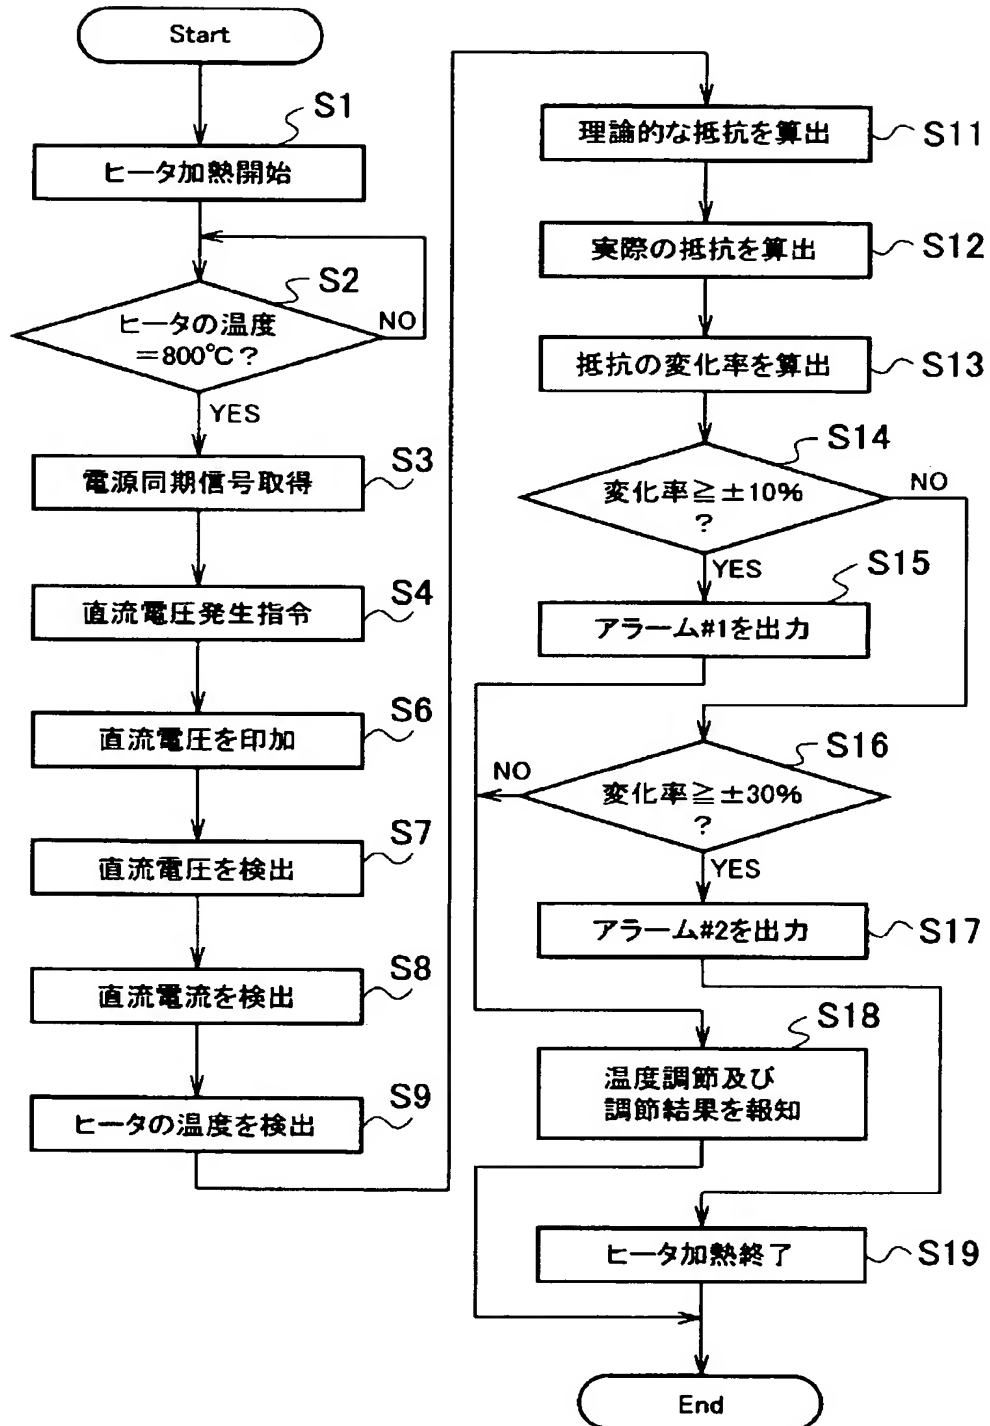 Start
S1
ヒータ加熱開始
S2
ヒータの温度
=800℃?
NO
YES
S3
電源同期信号取得
S4
直流電圧発生指令
S6
直流電圧を印加
S7
直流電圧を検出
S8
直流電流を検出
S9
ヒータの温度を検出
理論的な抵抗を算出
S11
実際の抵抗を算出
S12
抵抗の変化率を算出
S13
S14
変化率≧±10%
?
NO
YES
S15
アラーム#1を出力
S16
NO
変化率≧±30%
?
YES
アラーム#2を出力
S17
S18
温度調節及び
調節結果を報知
ヒータ加熱終了
S19
End